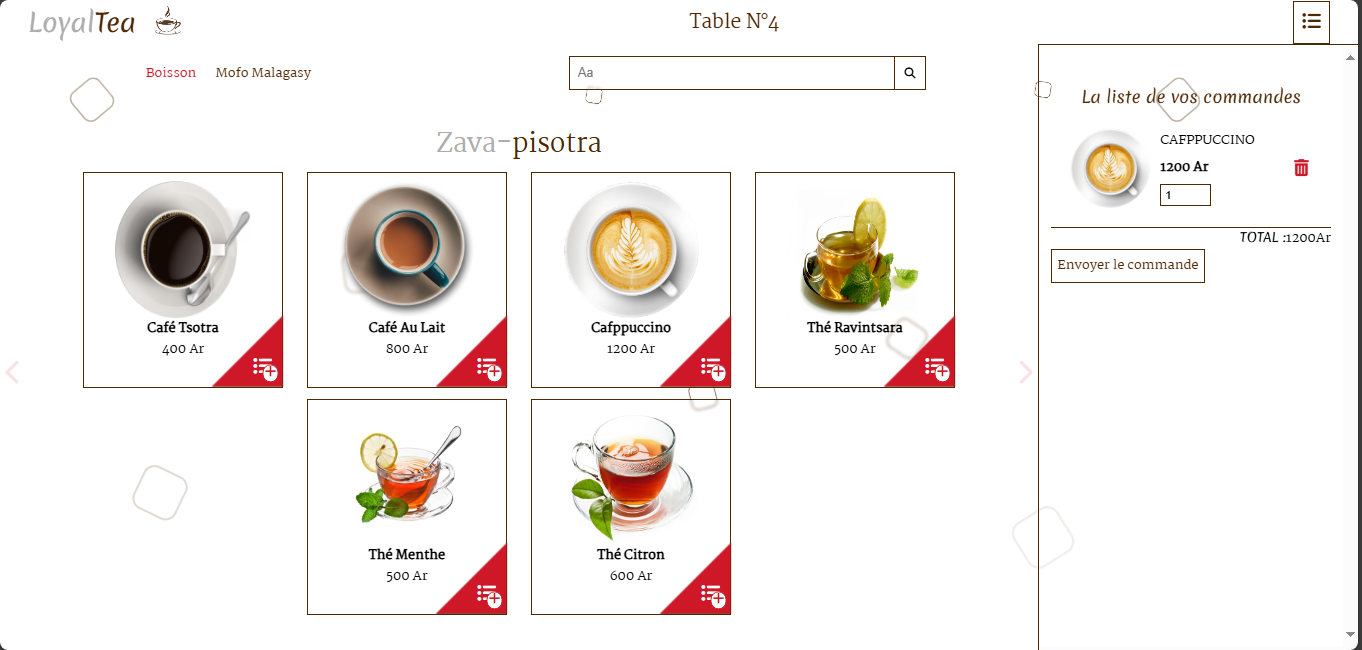 LoyalTea
Table N°4
Boisson Mofo Malagasy
Aa
Zava-pisotra
Café Tsotra
400 Ar
Café Au Lait
800 Ar
Cafppuccino
1200 Ar
Thé Ravintsara
500 Ar
Thé Menthe
500 Ar
Thé Citron
600 Ar
La liste de vos commandes
CAFPPUCCINO
1200 Ar
1
TOTAL :1200Ar
Envoyer le commande